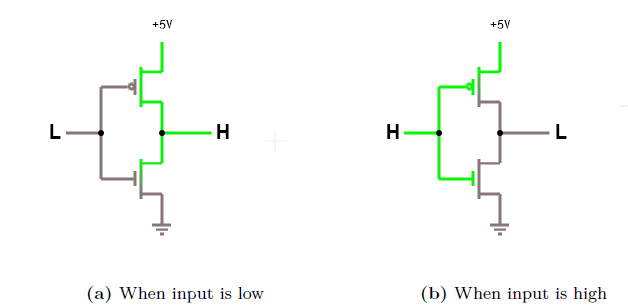 +5V
+5V
L
H
H
L
(a) When input is low
(b) When input is high